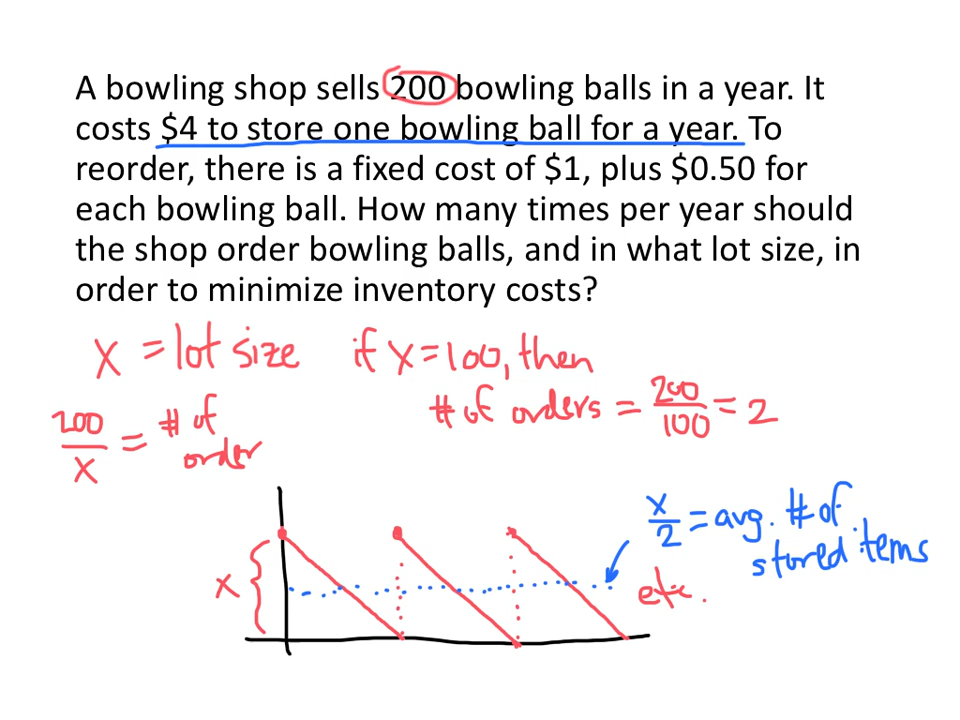 A bowling shop sells 200 bowling balls in a year. It
costs $4 to store one bowling ball for a year. To
reorder, there is a fixed cost of $1, plus $0.50 for
each bowling ball. How many times per year should
the shop order bowling balls, and in what lot size, in
order to minimize inventory costs?
x = lot size if x=100, then
# of orders = 200/100 = 2
200/x = # of
order
x/2 = avg. # of
stored items
x
etc.